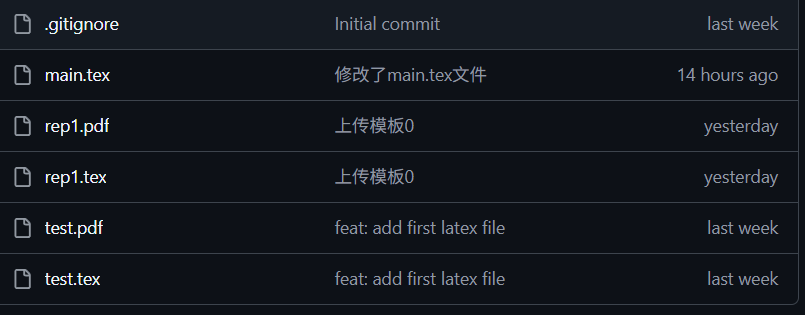 .gitignore Initial commit last week
main.tex 修改了main.tex文件 14 hours ago
rep1.pdf 上传模板0 yesterday
rep1.tex 上传模板0 yesterday
test.pdf feat: add first latex file last week
test.tex feat: add first latex file last week